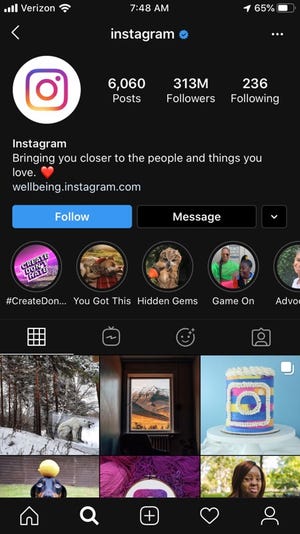 Verizon 7:48 AM 65%
instagram
6,060 313M 236
Posts Followers Following
Instagram
Bringing you closer to the people and things you
love. ❤️
wellbeing.instagram.com
Follow Message
CREATE
DON'T
HATE
#CreateDon... You Got This Hidden Gems Game On Advoc